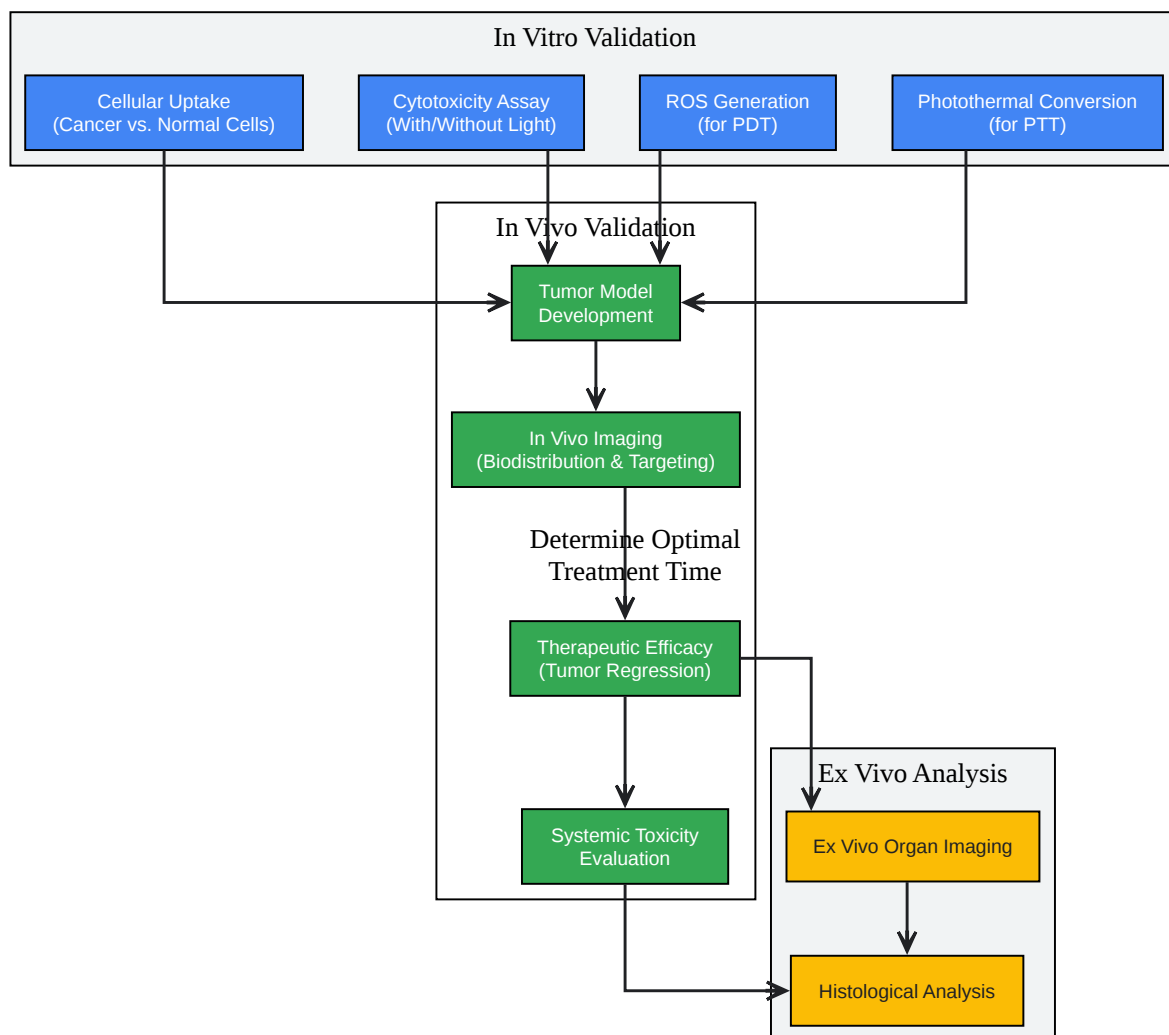 In Vitro Validation
Cellular Uptake
(Cancer vs. Normal Cells)
Cytotoxicity Assay
(With/Without Light)
ROS Generation
(for PDT)
Photothermal Conversion
(for PTT)
In Vivo Validation
Tumor Model
Development
In Vivo Imaging
(Biodistribution & Targeting)
Determine Optimal
Treatment Time
Therapeutic Efficacy
(Tumor Regression)
Ex Vivo Analysis
Systemic Toxicity
Evaluation
Ex Vivo Organ Imaging
Histological Analysis